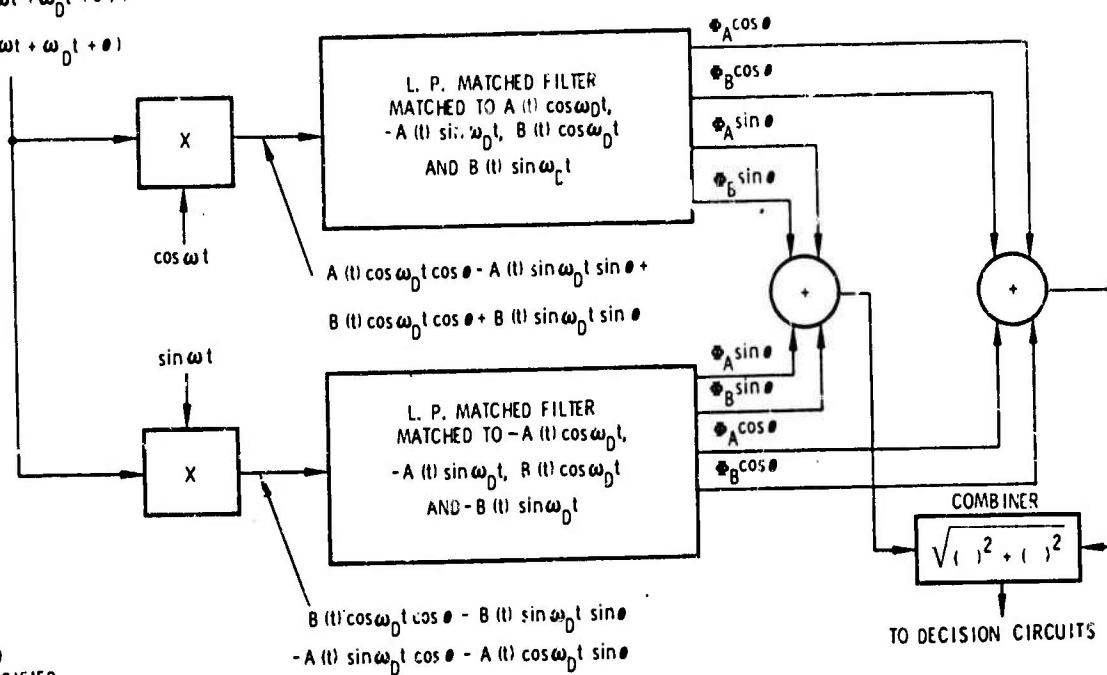 ωt + ω_D t
ωt + ω_D t + θ)
X
cos ωt
L. P. MATCHED FILTER
MATCHED TO A (t) cos ω_D t,
-A (t) sin ω_D t, B (t) cos ω_D t
AND B (t) sin ω_D t
Φ_A cos θ
Φ_B cos θ
Φ_A sin θ
Φ_B sin θ
A (t) cos ω_D t cos θ - A (t) sin ω_D t sin θ +
B (t) cos ω_D t cos θ + B (t) sin ω_D t sin θ
+
+
sin ωt
X
L. P. MATCHED FILTER
MATCHED TO -A (t) cos ω_D t,
-A (t) sin ω_D t, B (t) cos ω_D t
AND -B (t) sin ω_D t
Φ_A sin θ
Φ_B sin θ
Φ_A cos θ
Φ_B cos θ
COMBINER
√( )² + ( )²
TO DECISION CIRCUITS
B (t) cos ω_D t cos θ - B (t) sin ω_D t sin θ
-A (t) sin ω_D t cos θ - A (t) cos ω_D t sin θ